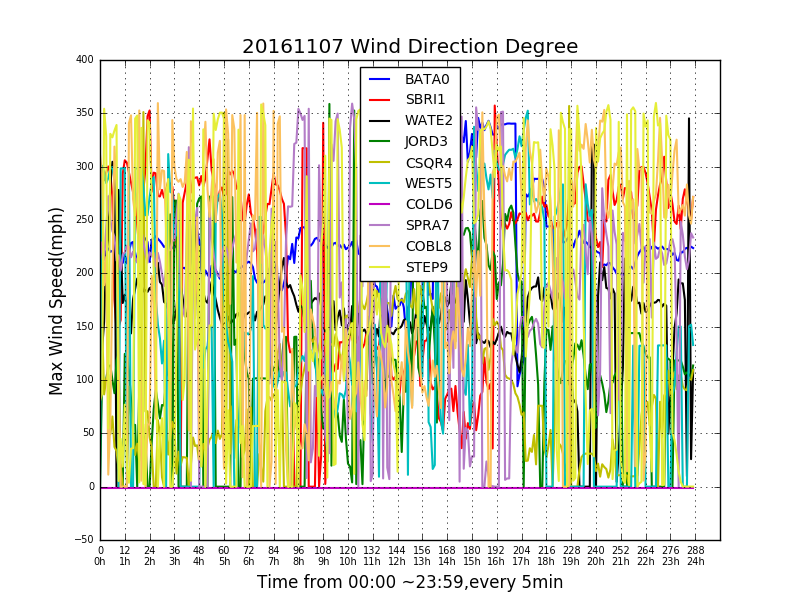 20161107 Wind Direction Degree
Max Wind Speed(mph)
400
350
300
250
200
150
100
50
0
−50
BATA0
SBRI1
WATE2
JORD3
CSQR4
WEST5
COLD6
SPRA7
COBL8
STEP9
0 12 24 36 48 60 72 84 96 108 120 132 144 156 168 180 192 204 216 228 240 252 264 276 288
0h 1h 2h 3h 4h 5h 6h 7h 8h 9h 10h 11h 12h 13h 14h 15h 16h 17h 18h 19h 20h 21h 22h 23h 24h
Time from 00:00 ~23:59,every 5min